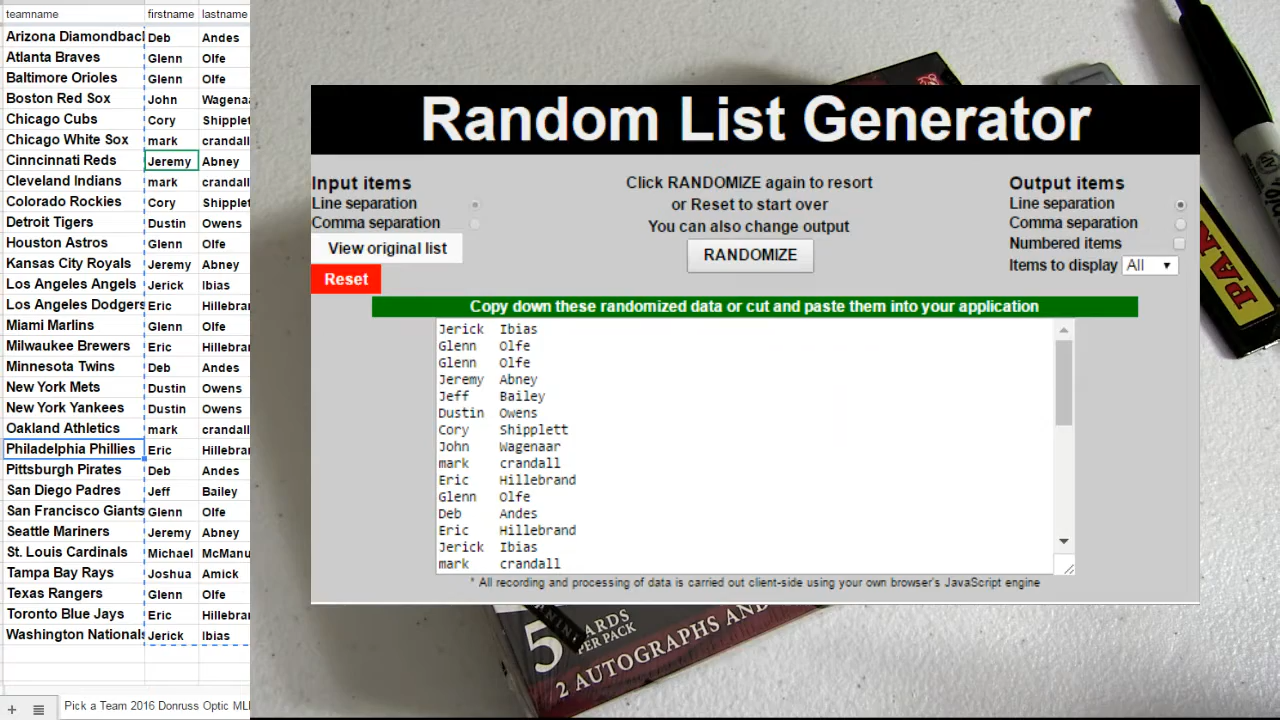 teamname firstname lastname
Arizona Diamondbac Deb Andes
Atlanta Braves Glenn Olfe
Baltimore Orioles Glenn Olfe
Boston Red Sox John Wagenaa
Chicago Cubs Cory Shipplet
Chicago White Sox mark crandall
Cinncinnati Reds Jeremy Abney
Cleveland Indians mark crandall
Colorado Rockies Cory Shipplet
Detroit Tigers Dustin Owens
Houston Astros Glenn Olfe
Kansas City Royals Jeremy Abney
Los Angeles Angels Jerick Ibias
Los Angeles Dodgers Eric Hillebran
Miami Marlins Glenn Olfe
Milwaukee Brewers Eric Hillebran
Minnesota Twins Deb Andes
New York Mets Dustin Owens
New York Yankees Dustin Owens
Oakland Athletics mark crandall
Philadelphia Phillies Eric Hillebran
Pittsburgh Pirates Deb Andes
San Diego Padres Jeff Bailey
San Francisco Giants Glenn Olfe
Seattle Mariners Jeremy Abney
St. Louis Cardinals Michael McManu
Tampa Bay Rays Joshua Amick
Texas Rangers Glenn Olfe
Toronto Blue Jays Eric Hillebran
Washington Nationals Jerick Ibias
Pick a Team 2016 Donruss Optic ML
Random List Generator
Input items
Line separation
Comma separation
View original list
Reset
Click RANDOMIZE again to resort
or Reset to start over
You can also change output
RANDOMIZE
Output items
Line separation
Comma separation
Numbered items
Items to display All
Copy down these randomized data or cut and paste them into your application
Jerick Ibias
Glenn Olfe
Glenn Olfe
Jeremy Abney
Jeff Bailey
Dustin Owens
Cory Shipplett
John Wagenaar
mark crandall
Eric Hillebrand
Glenn Olfe
Deb Andes
Eric Hillebrand
Jerick Ibias
mark crandall
* All recording and processing of data is carried out client-side using your own browser's JavaScript engine
PAN
5 CARDS
PER PACK
2 AUTOGRAPHS AND